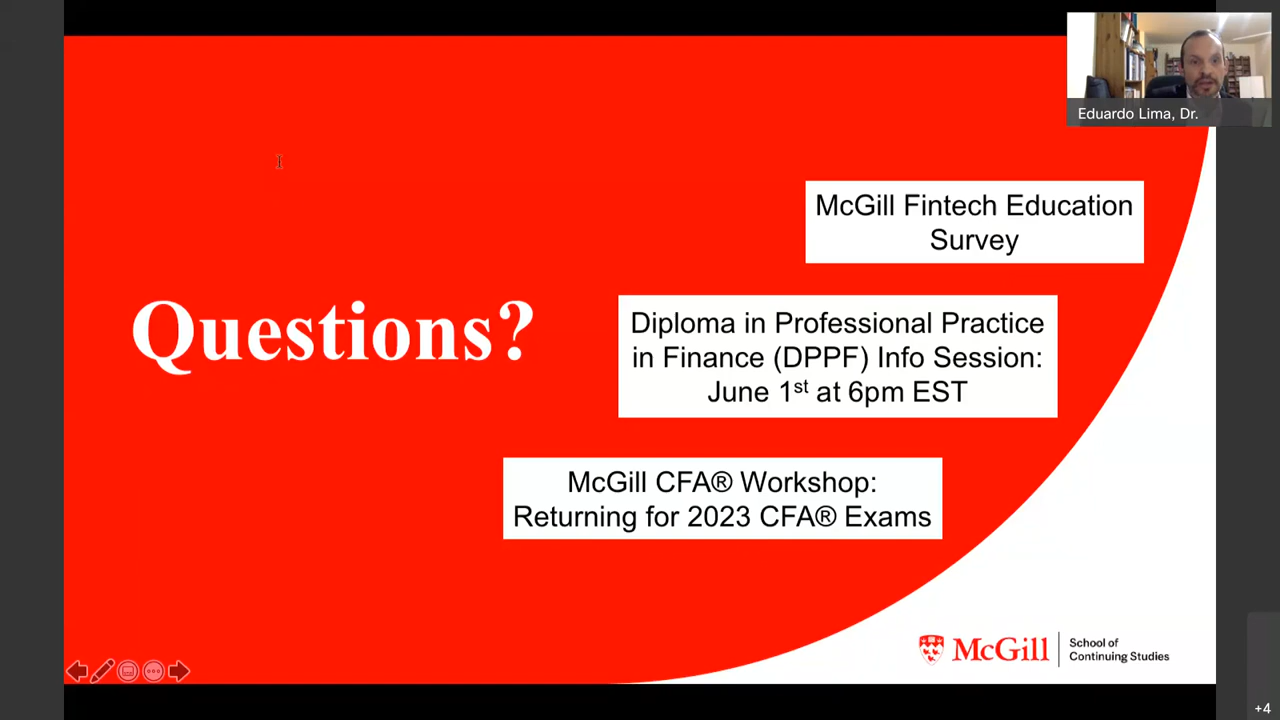 Eduardo Lima, Dr.
McGill Fintech Education
Survey
Questions?
Diploma in Professional Practice
in Finance (DPPF) Info Session:
June 1st at 6pm EST
McGill CFA® Workshop:
Returning for 2023 CFA® Exams
McGill
School of
Continuing Studies
+4